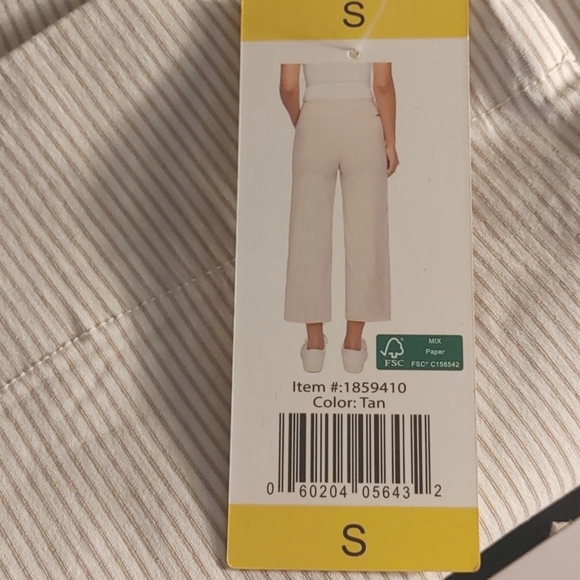 S
MIX
Paper
FSC
FSC® C156542
Item #:1859410
Color: Tan
0 60204 05643 2
S